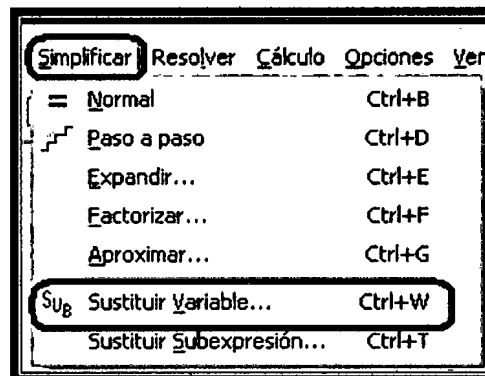 Simplificar Resolver Cálculo Opciones Ver
= Normal Ctrl+B
Paso a paso Ctrl+D
Expandir... Ctrl+E
Factorizar... Ctrl+F
Aproximar... Ctrl+G
SUB Sustituir Variable... Ctrl+W
Sustituir Subexpresión... Ctrl+T